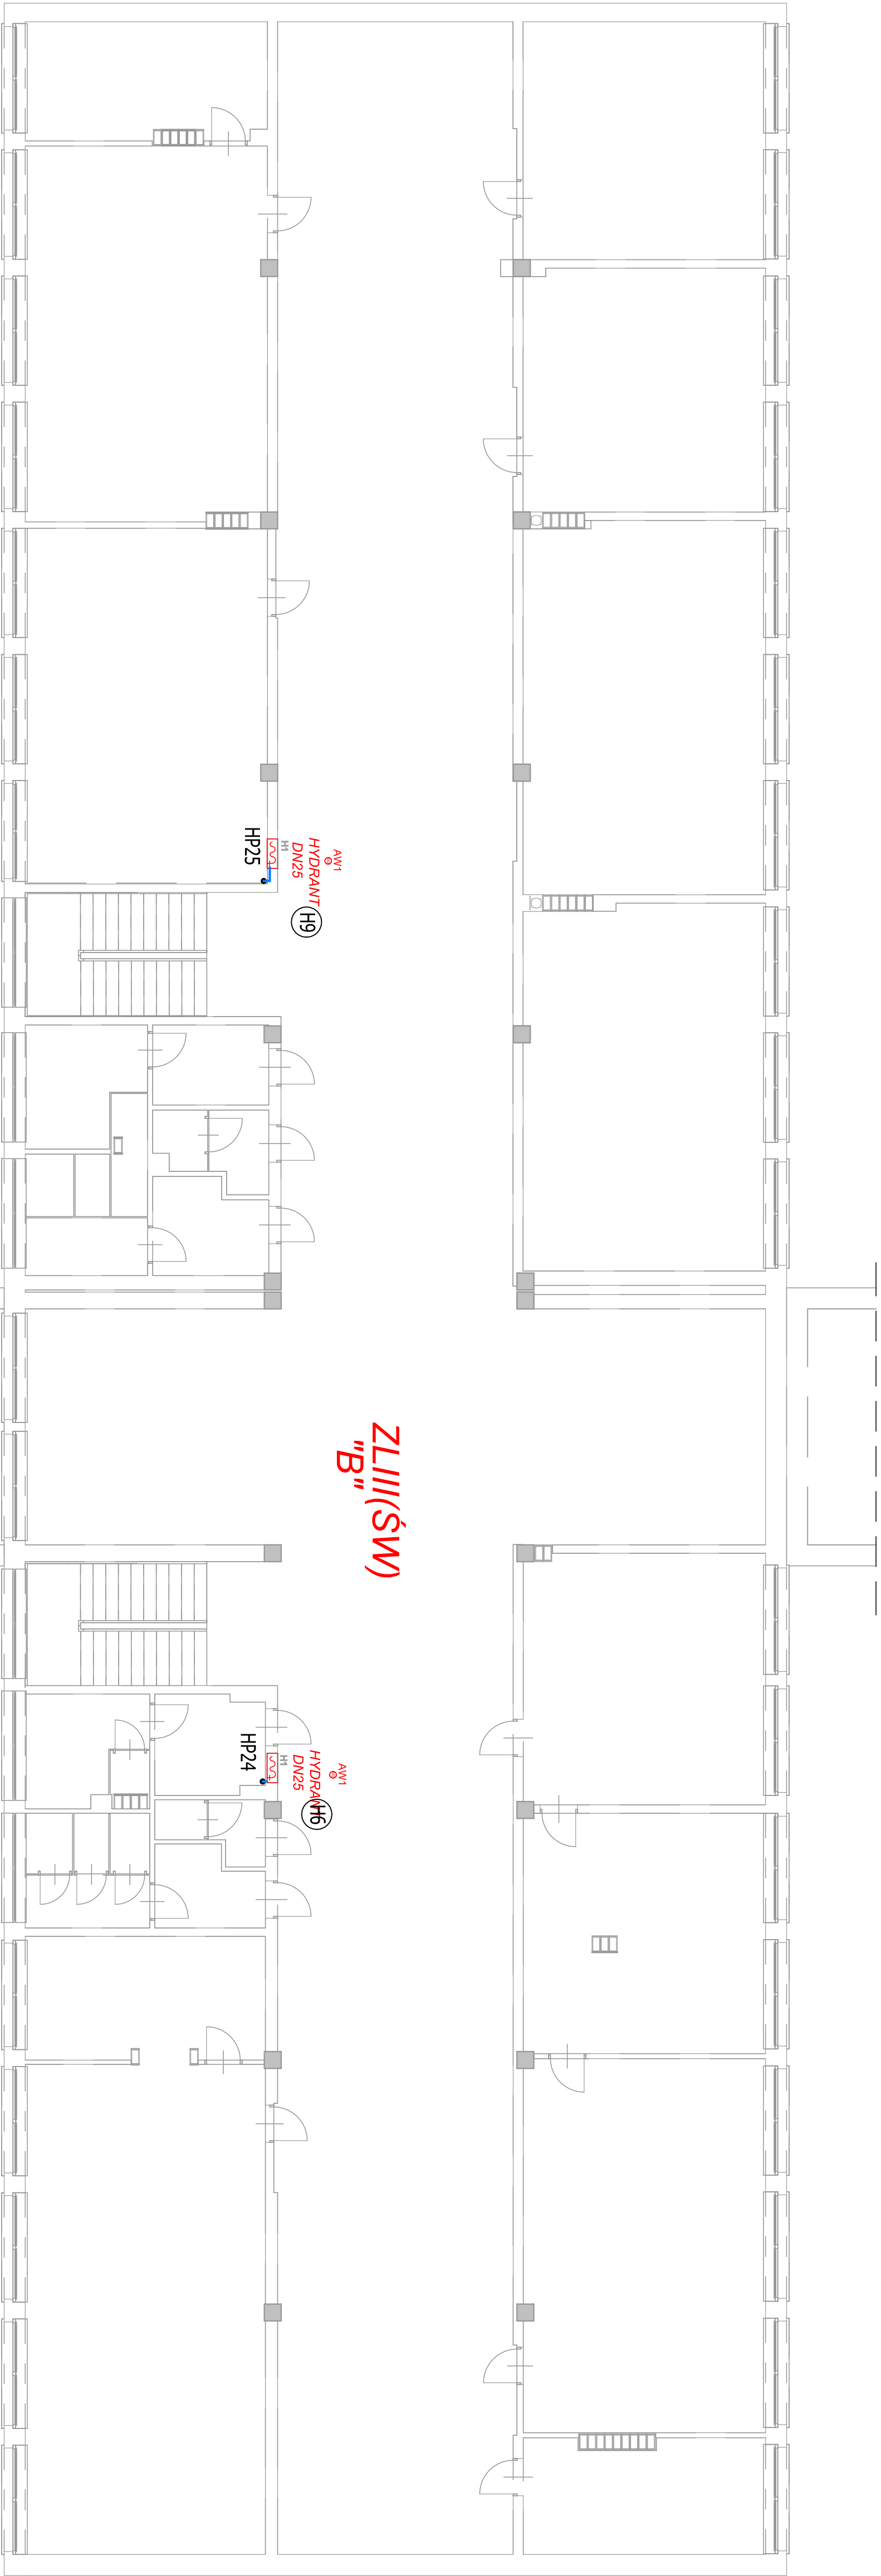 AW1
HYDRANT
DN25
H1
HP25
H9
ZLIII(ŚW)
"B"
AW1
HYDRANT
DN25
H1
HP24
H6